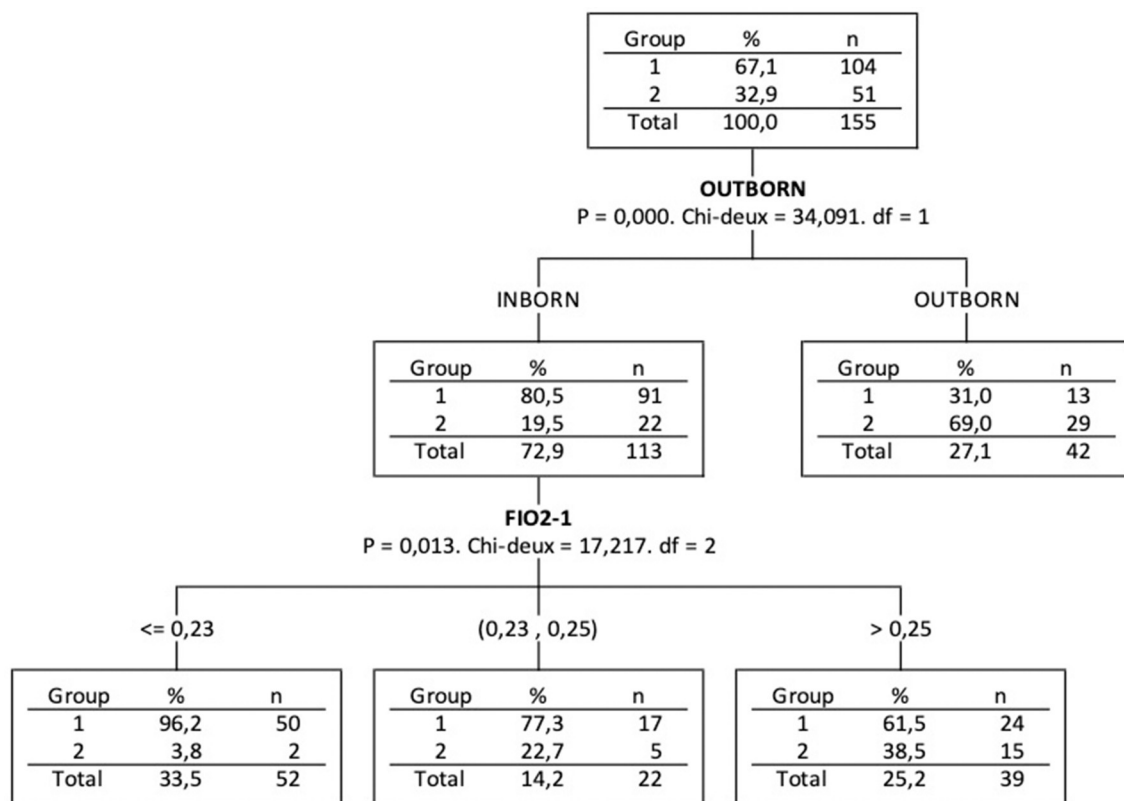 Group % n
1 67,1 104
2 32,9 51
Total 100,0 155
OUTBORN
P = 0,000. Chi-deux = 34,091. df = 1
INBORN
OUTBORN
Group % n
1 80,5 91
2 19,5 22
Total 72,9 113
Group % n
1 31,0 13
2 69,0 29
Total 27,1 42
FIO2-1
P = 0,013. Chi-deux = 17,217. df = 2
<= 0,23
(0,23 , 0,25)
> 0,25
Group % n
1 96,2 50
2 3,8 2
Total 33,5 52
Group % n
1 77,3 17
2 22,7 5
Total 14,2 22
Group % n
1 61,5 24
2 38,5 15
Total 25,2 39